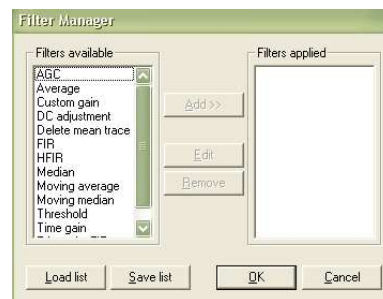 Filter Manager
Filters available
Filters applied
AGC
Average
Custom gain
DC adjustment
Delete mean trace
FIR
HFIR
Median
Moving average
Moving median
Threshold
Time gain
Add >>
Edit
Remove
Load list
Save list
OK
Cancel